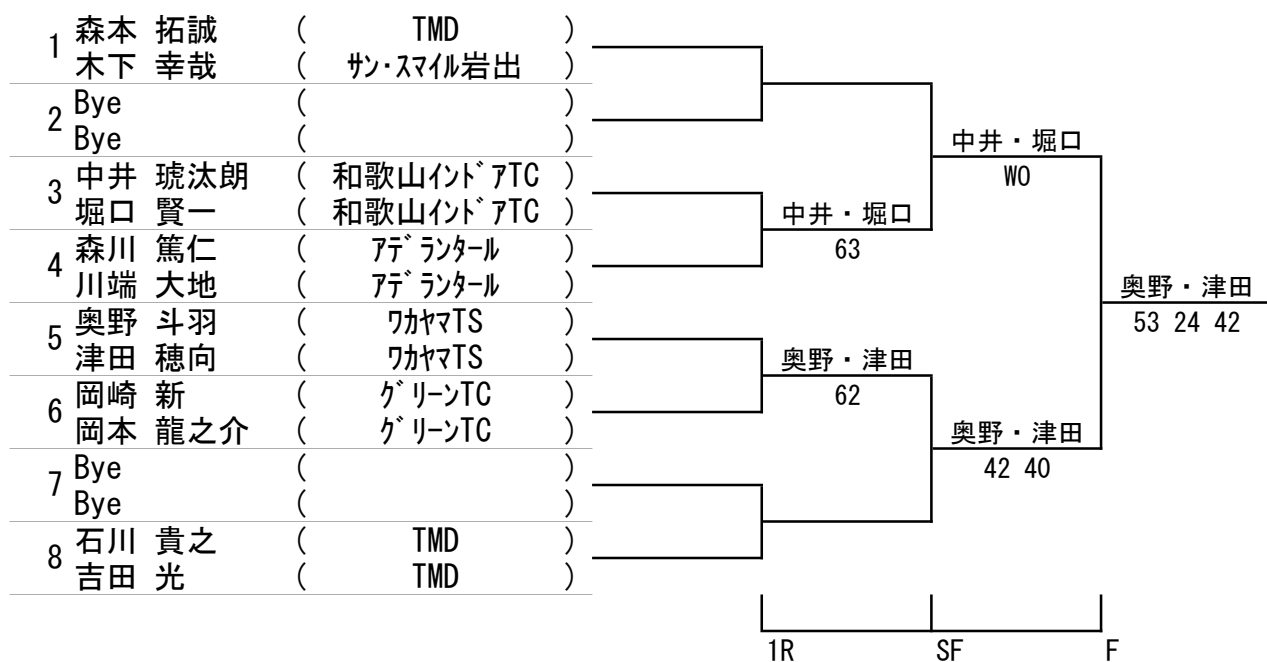 1 森本 拓誠 ( TMD )
木下 幸哉 ( サン・スマイル岩出 )
2 Bye ( )
Bye ( )
3 中井 琥汰朗 ( 和歌山インドアTC )
堀口 賢一 ( 和歌山インドアTC )
4 森川 篤仁 ( アデランタール )
川端 大地 ( アデランタール )
5 奥野 斗羽 ( ワカヤマTS )
津田 穂向 ( ワカヤマTS )
6 岡崎 新 ( グリーンTC )
岡本 龍之介 ( グリーンTC )
7 Bye ( )
Bye ( )
8 石川 貴之 ( TMD )
吉田 光 ( TMD )
中井・堀口
63
奥野・津田
62
中井・堀口
WO
奥野・津田
42 40
奥野・津田
53 24 42
1R SF F